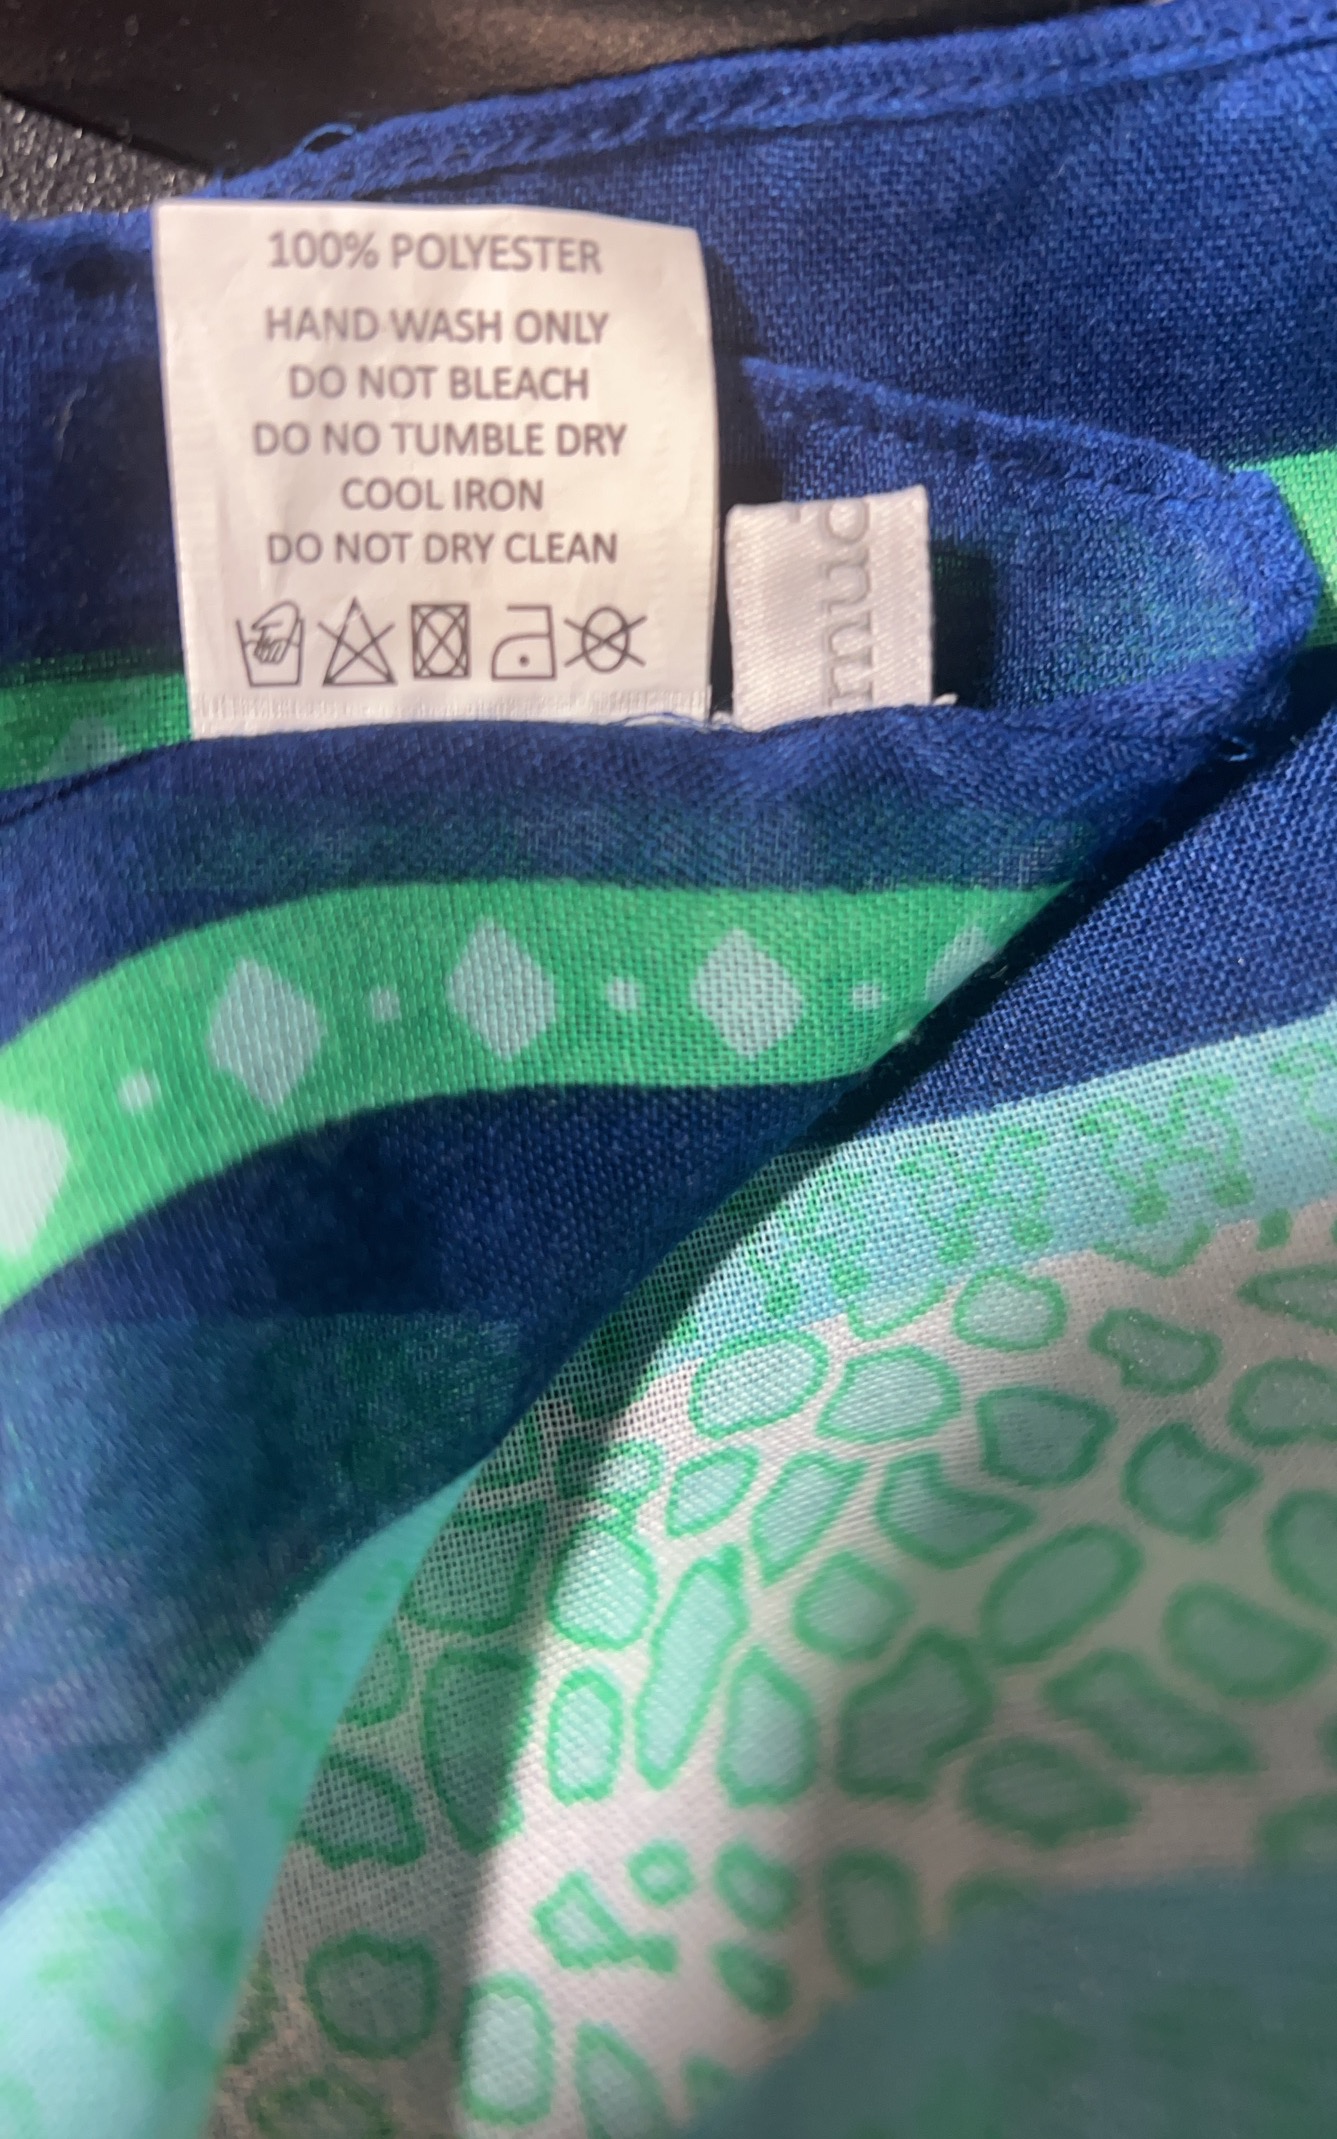 100% POLYESTER
HAND WASH ONLY
DO NOT BLEACH
DO NO TUMBLE DRY
COOL IRON
DO NOT DRY CLEAN